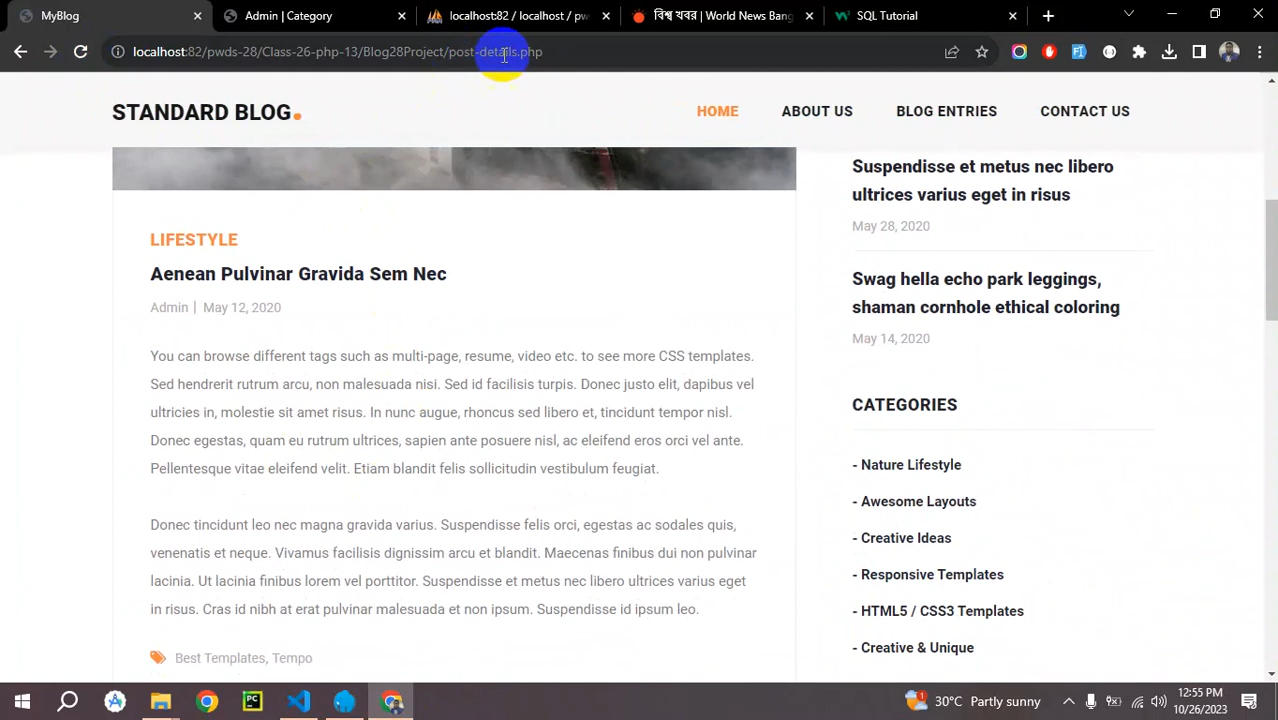 MyBlog
Admin | Category
localhost:82 / localhost / pw
বিশ্ব খবর | World News Bang
SQL Tutorial
localhost:82/pwds-28/Class-26-php-13/Blog28Project/post-details.php
STANDARD BLOG.
HOME
ABOUT US
BLOG ENTRIES
CONTACT US
LIFESTYLE
Aenean Pulvinar Gravida Sem Nec
Admin | May 12, 2020
You can browse different tags such as multi-page, resume, video etc. to see more CSS templates.
Sed hendrerit rutrum arcu, non malesuada nisi. Sed id facilisis turpis. Donec justo elit, dapibus vel
ultricies in, molestie sit amet risus. In nunc augue, rhoncus sed libero et, tincidunt tempor nisl.
Donec egestas, quam eu rutrum ultrices, sapien ante posuere nisl, ac eleifend eros orci vel ante.
Pellentesque vitae eleifend velit. Etiam blandit felis sollicitudin vestibulum feugiat.
Donec tincidunt leo nec magna gravida varius. Suspendisse felis orci, egestas ac sodales quis,
venenatis et neque. Vivamus facilisis dignissim arcu et blandit. Maecenas finibus dui non pulvinar
lacinia. Ut lacinia finibus lorem vel porttitor. Suspendisse et metus nec libero ultrices varius eget
in risus. Cras id nibh at erat pulvinar malesuada et non ipsum. Suspendisse id ipsum leo.
Best Templates, Tempo
Suspendisse et metus nec libero
ultrices varius eget in risus
May 28, 2020
Swag hella echo park leggings,
shaman cornhole ethical coloring
May 14, 2020
CATEGORIES
- Nature Lifestyle
- Awesome Layouts
- Creative Ideas
- Responsive Templates
- HTML5 / CSS3 Templates
- Creative & Unique
30°C Partly sunny
12:55 PM
10/26/2023